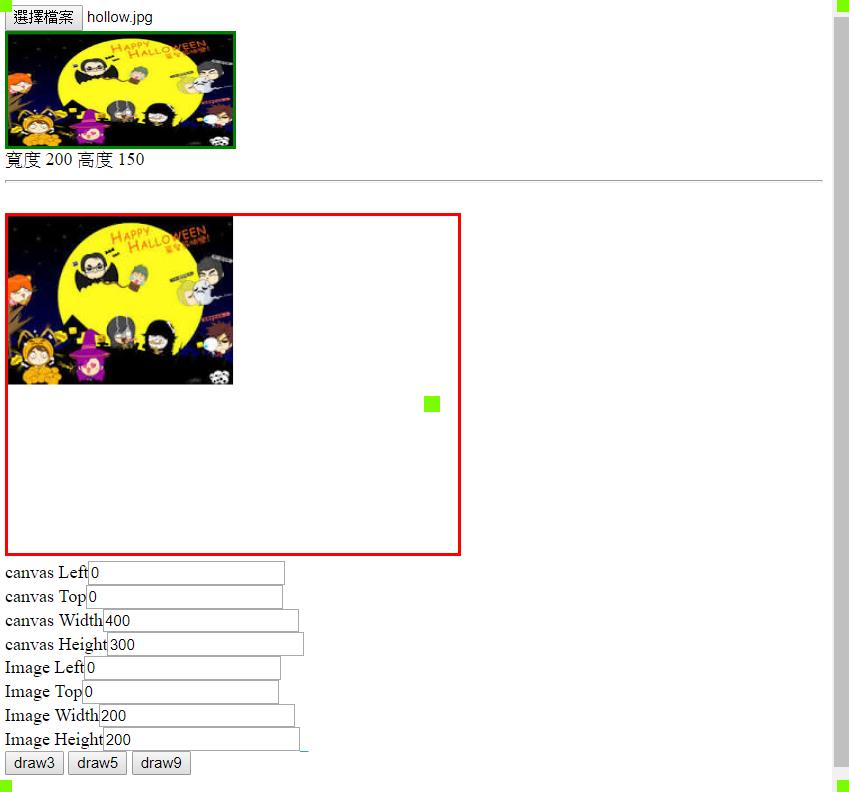 選擇檔案 hollow.jpg
HAPPY
HALLOWEEN
寬度 200 高度 150
HAPPY
HALLOWEEN
canvas Left 0
canvas Top 0
canvas Width 400
canvas Height 300
Image Left 0
Image Top 0
Image Width 200
Image Height 200
draw3 draw5 draw9